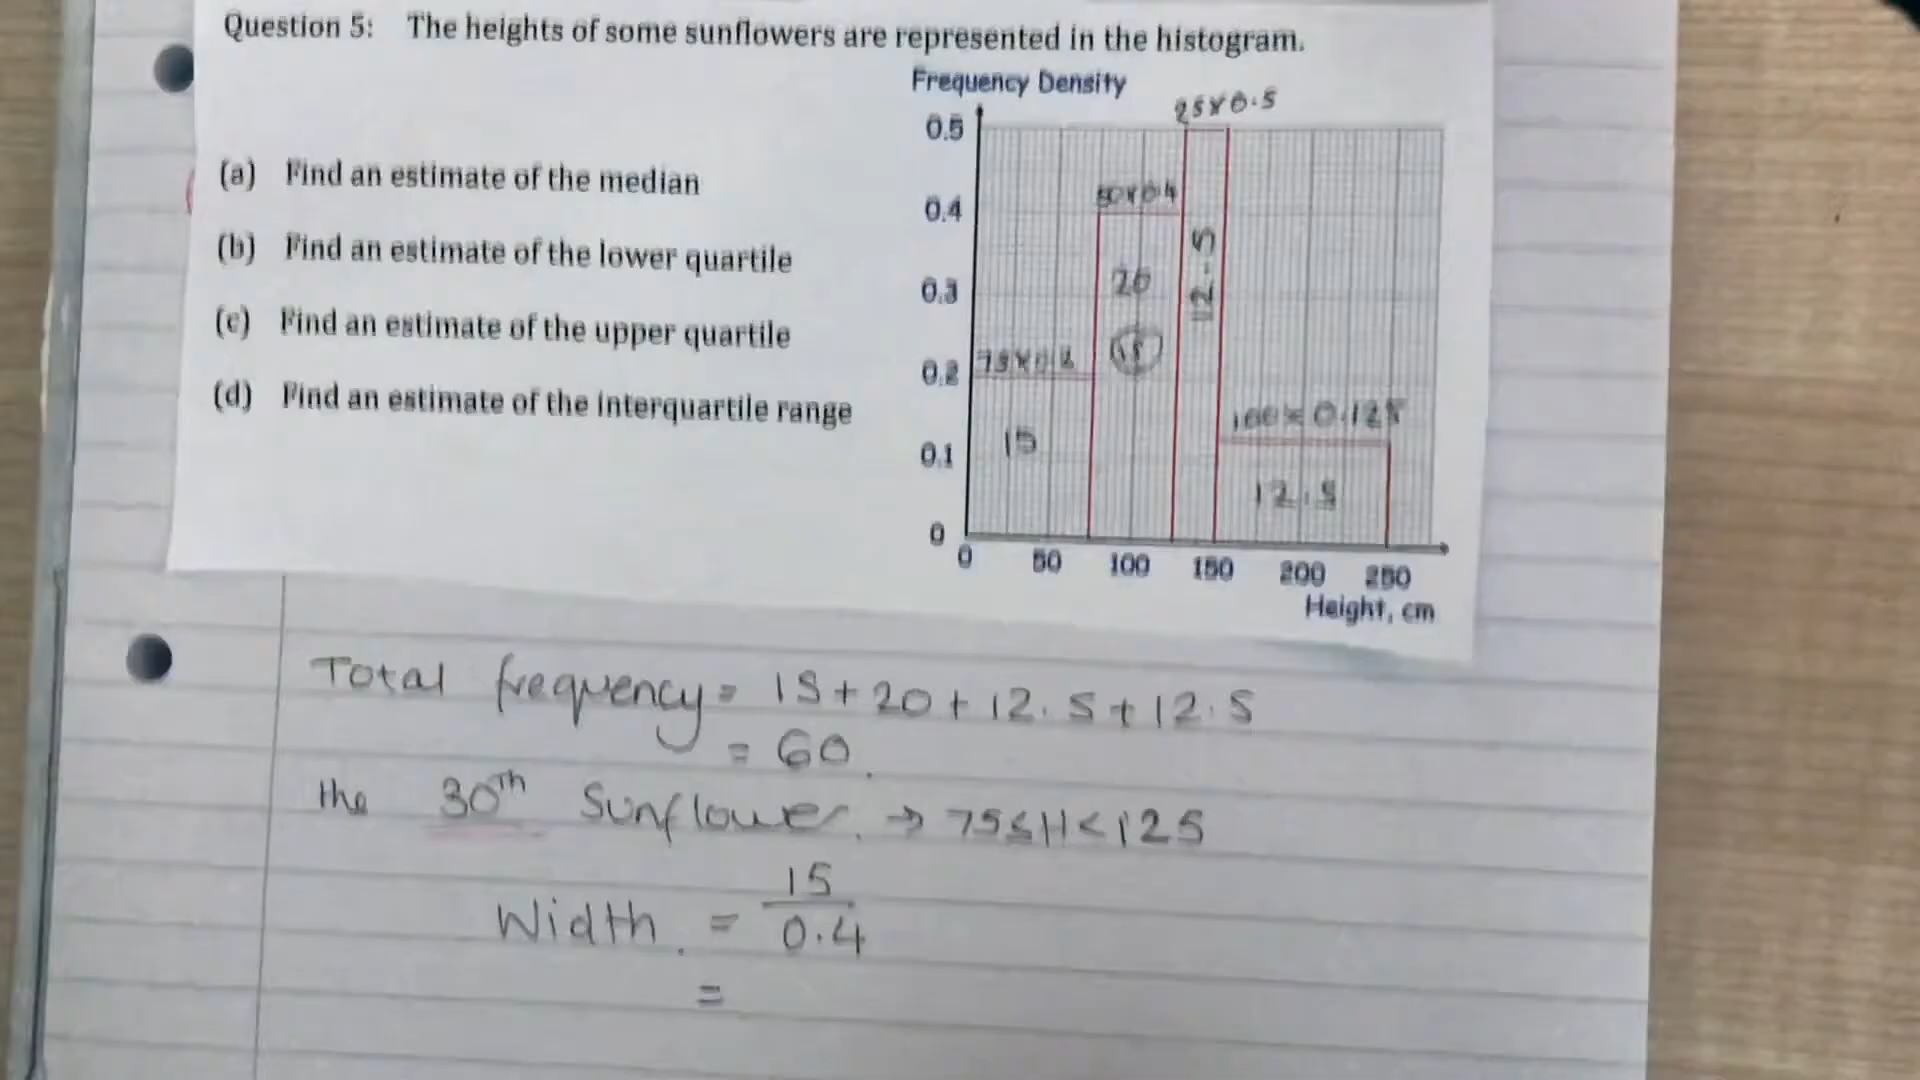 Question 5: The heights of some sunflowers are represented in the histogram.
Frequency Density
25×0.5
0.5
(a) Find an estimate of the median
50×0.4
0.4
(b) Find an estimate of the lower quartile
12.5
20
0.3
(c) Find an estimate of the upper quartile
15
75×0.2
0.2
(d) Find an estimate of the interquartile range
100×0.125
15
0.1
12.5
0
0 50 100 150 200 250
Height, cm
Total frequency = 15+20+12.5+12.5
= 60.
the 30th Sunflower. → 75≤H<125
Width. = 15
0.4
=